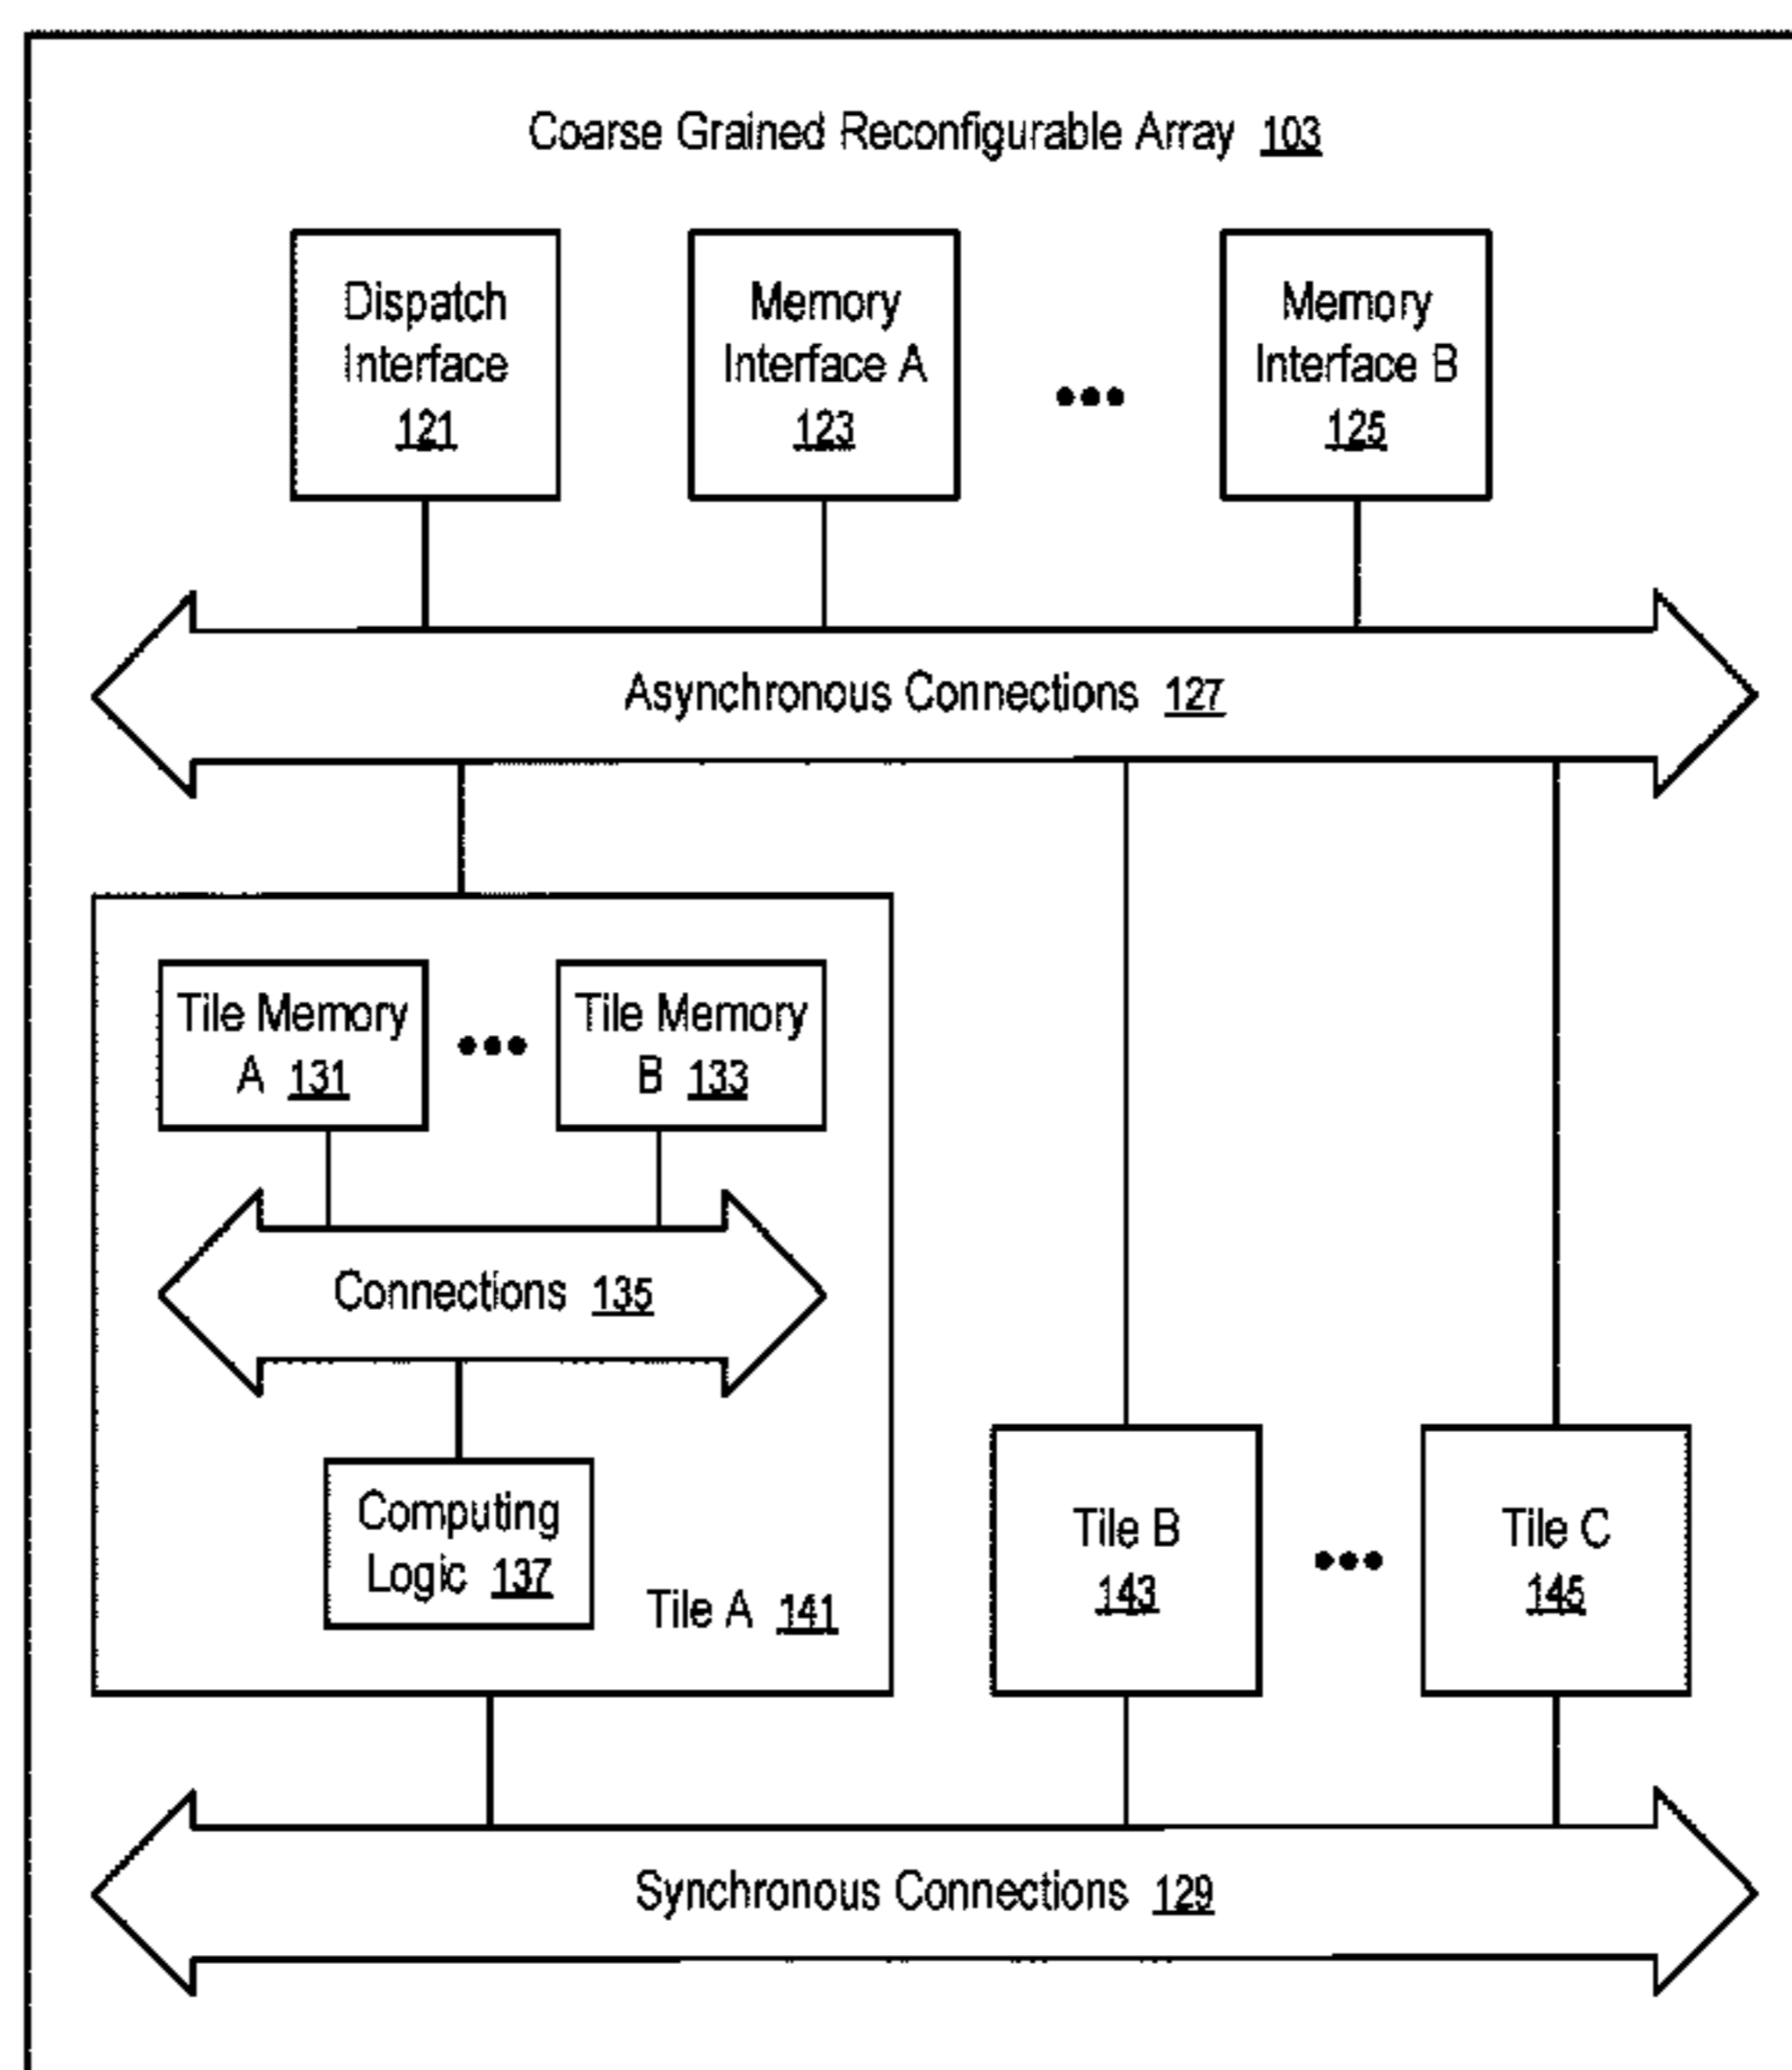 Coarse Grained Reconfigurable Array 103
Dispatch
Interface
121
Memory
Interface A
123
Memory
Interface B
125
Asynchronous Connections 127
Tile Memory
A 131
Tile Memory
B 133
Connections 135
Computing
Logic 137
Tile A 141
Tile B
143
Tile C
145
Synchronous Connections 129